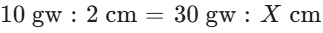 10 gw : 2 cm = 30 gw : X cm